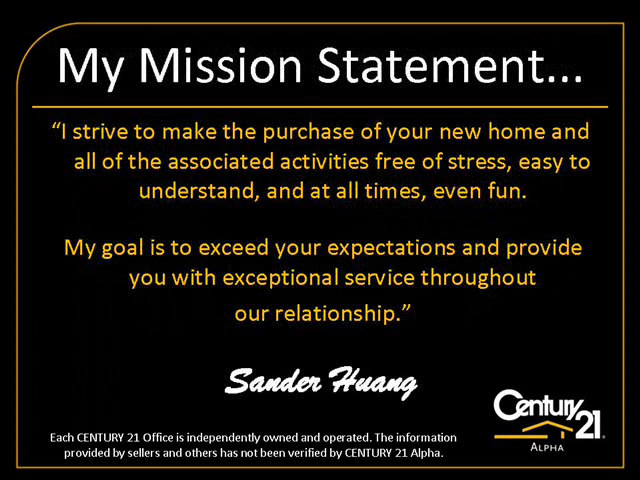 My Mission Statement...
“I strive to make the purchase of your new home and
all of the associated activities free of stress, easy to
understand, and at all times, even fun.
My goal is to exceed your expectations and provide
you with exceptional service throughout
our relationship.”
Sander Huang
Century 21
ALPHA
Each CENTURY 21 Office is independently owned and operated. The information
provided by sellers and others has not been verified by CENTURY 21 Alpha.